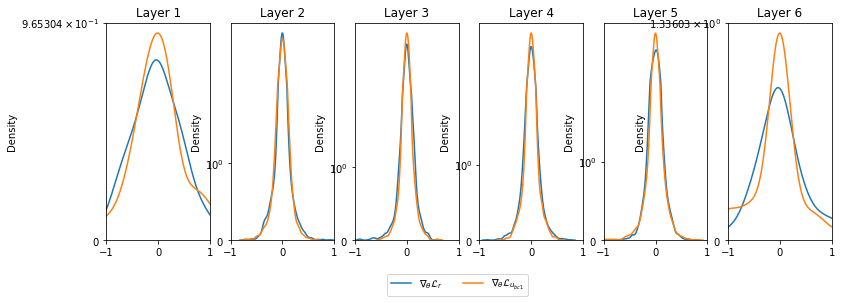 Layer 1
Layer 2
Layer 3
Layer 4
Layer 5
Layer 6
9.65304 × 10⁻¹
1.33603 × 10⁰
Density
Density
Density
Density
Density
Density
10⁰
10⁰
10⁰
10⁰
0
0
0
0
0
0
−1 0 1
−1 0 1
−1 0 1
−1 0 1
−1 0 1
−1 0 1
∇θℒr ∇θℒubc1